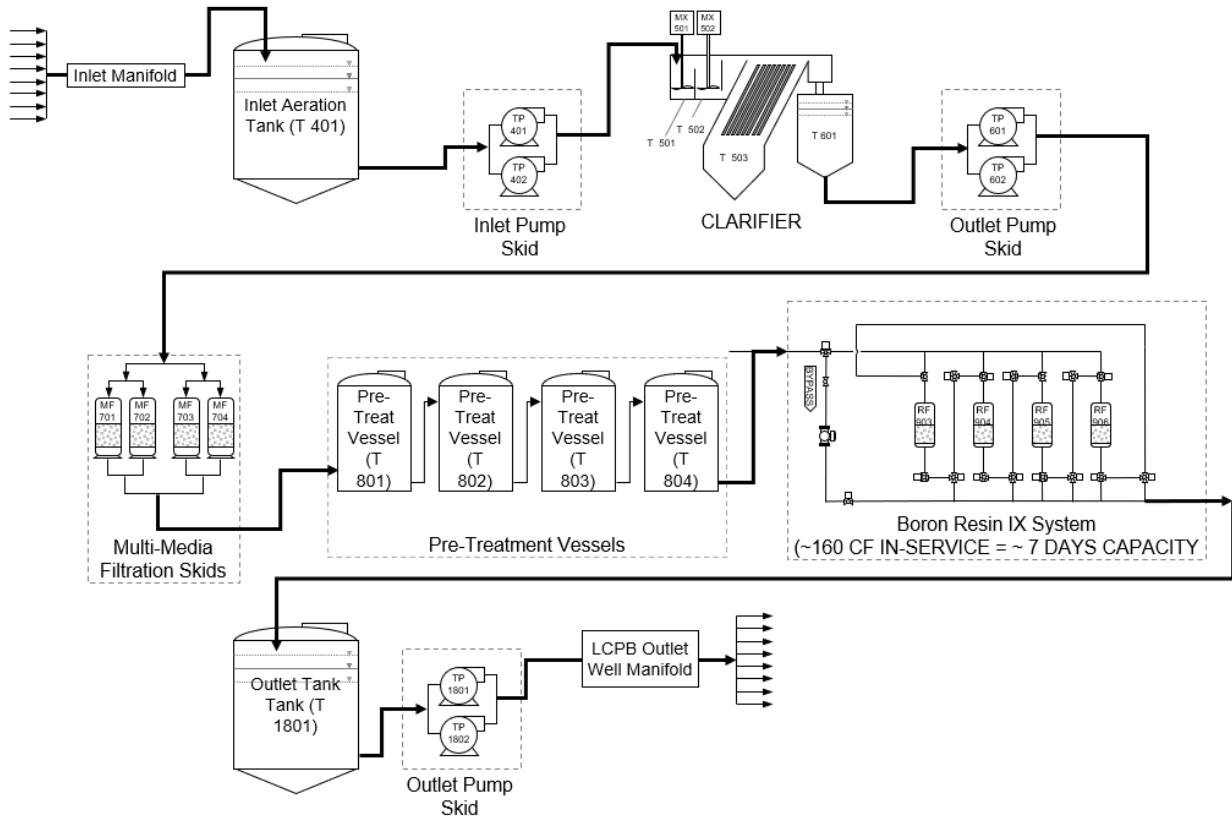 Inlet Manifold
Inlet Aeration
Tank (T 401)
TP
401
TP
402
Inlet Pump
Skid
MX
501
MX
502
T 501
T 502
T 503
T 601
CLARIFIER
TP
601
TP
602
Outlet Pump
Skid
MF
701
MF
702
MF
703
MF
704
Multi-Media
Filtration Skids
Pre-
Treat
Vessel (T
801)
Pre-
Treat
Vessel (T
802)
Pre-
Treat
Vessel (T
803)
Pre-
Treat
Vessel (T
804)
Pre-Treatment Vessels
BYPASS
RF
903
RF
904
RF
905
RF
906
Boron Resin IX System
(~160 CF IN-SERVICE = ~ 7 DAYS CAPACITY
Outlet Tank
Tank (T
1801)
TP
1801
TP
1802
Outlet Pump
Skid
LCPB Outlet
Well Manifold